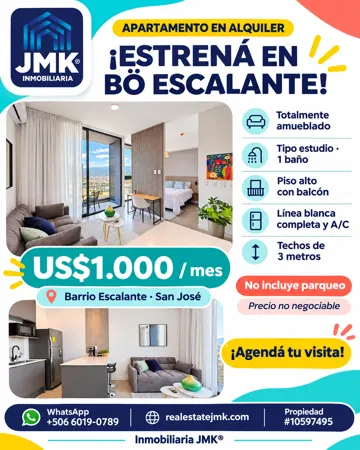 JMK®
INMOBILIARIA
APARTAMENTO EN ALQUILER
¡ESTRENÁ EN
BÖ ESCALANTE!
Totalmente
amueblado
Tipo estudio ·
1 baño
Piso alto
con balcón
Línea blanca
completa y A/C
Techos de
3 metros
US$1.000 / mes
Barrio Escalante · San José
No incluye parqueo
Precio no negociable
¡Agendá tu visita!
WhatsApp
+506 6019-0789
realestatejmk.com
Propiedad
#10597495
Inmobiliaria JMK®